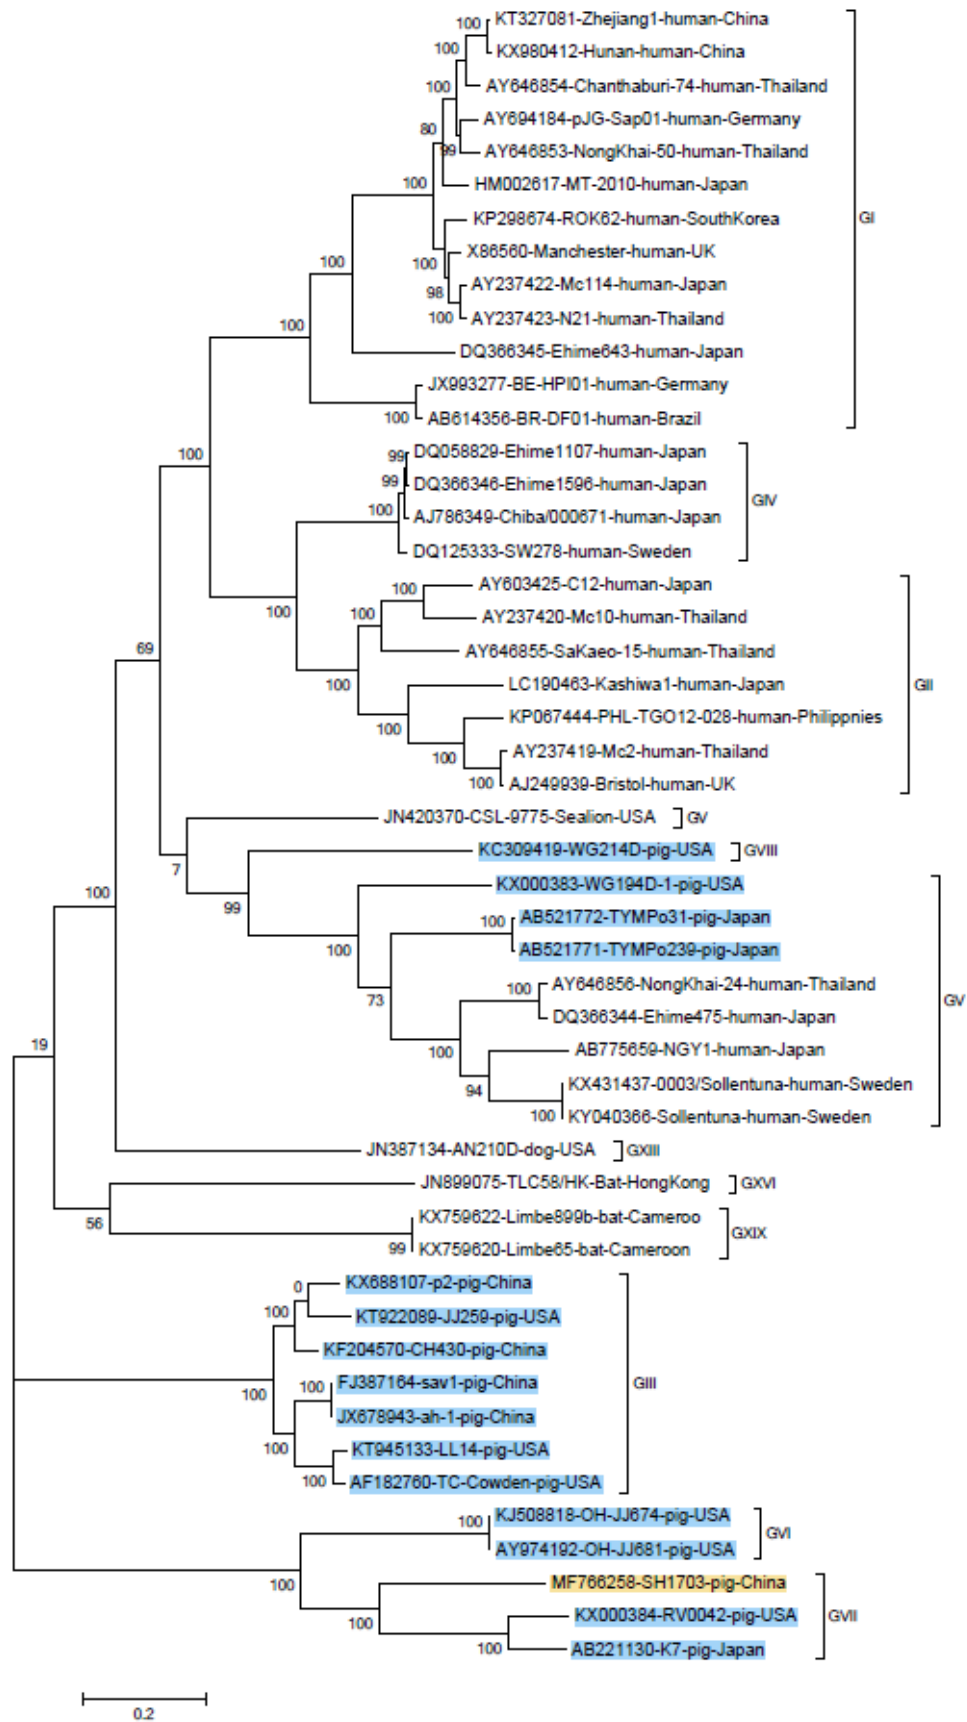 100 KT327081-Zhejiang1-human-China
100 KX980412-Hunan-human-China
100 AY646854-Chanthaburi-74-human-Thailand
80 AY694184-pJG-Sap01-human-Germany
99 AY646853-NongKhai-50-human-Thailand
100 HM002617-MT-2010-human-Japan
KP298674-ROK62-human-SouthKorea GI
100 X86560-Manchester-human-UK
98 AY237422-Mc114-human-Japan
100 AY237423-N21-human-Thailand
100
100
DQ366345-Ehime643-human-Japan
JX993277-BE-HPI01-human-Germany
100 AB614356-BR-DF01-human-Brazil
100
99 DQ058829-Ehime1107-human-Japan
99 DQ366346-Ehime1596-human-Japan GIV
100 AJ786349-Chiba/000671-human-Japan
DQ125333-SW278-human-Sweden
100
100 AY603425-C12-human-Japan
100 AY237420-Mc10-human-Thailand
AY646855-SaKaeo-15-human-Thailand
69
100 LC190463-Kashiwa1-human-Japan GII
100 KP067444-PHL-TGO12-028-human-Philippnies
100 AY237419-Mc2-human-Thailand
100 AJ249939-Bristol-human-UK
JN420370-CSL-9775-Sealion-USA GV
7 KC309419-WG214D-pig-USA GVIII
100
99 KX000383-WG194D-1-pig-USA
100 AB521772-TYMPo31-pig-Japan
100 AB521771-TYMPo239-pig-Japan
73 100 AY646856-NongKhai-24-human-Thailand GV
DQ366344-Ehime475-human-Japan
19 100 AB775659-NGY1-human-Japan
94 KX431437-0003/Sollentuna-human-Sweden
100 KY040366-Sollentuna-human-Sweden
JN387134-AN210D-dog-USA GXIII
JN899075-TLC58/HK-Bat-HongKong GXVI
56 KX759622-Limbe899b-bat-Cameroo GXIX
99 KX759620-Limbe65-bat-Cameroon
0 KX688107-p2-pig-China
100 KT922089-JJ259-pig-USA
KF204570-CH430-pig-China
100 100 FJ387164-sav1-pig-China GIII
JX678943-ah-1-pig-China
100 KT945133-LL14-pig-USA
100 AF182760-TC-Cowden-pig-USA
100 KJ508818-OH-JJ674-pig-USA GVI
AY974192-OH-JJ681-pig-USA
100 MF766258-SH1703-pig-China
100 KX000384-RV0042-pig-USA GVII
100 AB221130-K7-pig-Japan
0.2